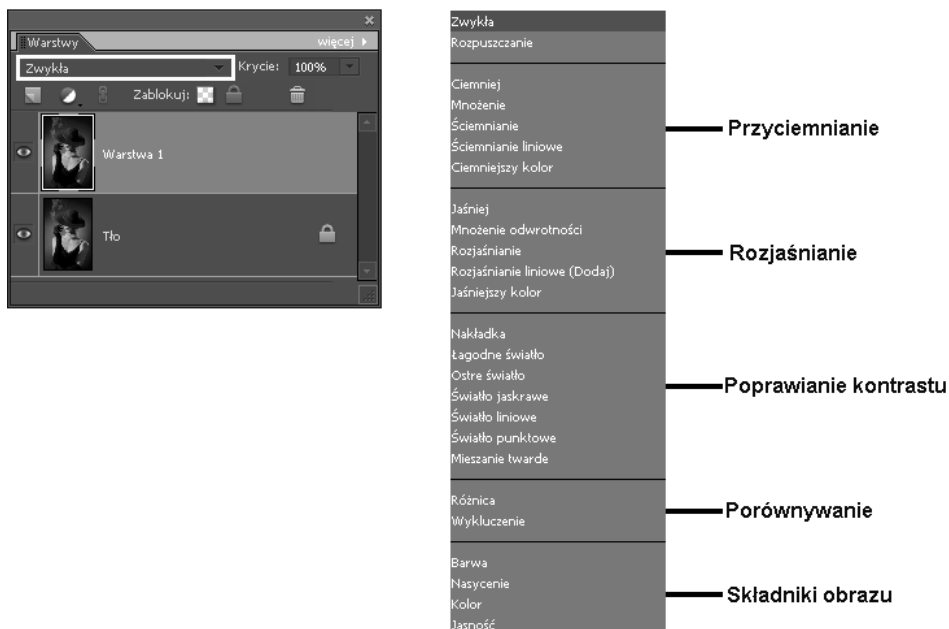 Warstwy
więcej
Zwykła
Krycie: 100%
Zablokuj:
Warstwa 1
Tło
Zwykła
Rozpuszczanie
Ciemniej
Mnożenie
Ściemnianie
Ściemnianie liniowe
Ciemniejszy kolor
Przyciemnianie
Jaśniej
Mnożenie odwrotności
Rozjaśnianie
Rozjaśnianie liniowe (Dodaj)
Jaśniejszy kolor
Rozjaśnianie
Nakładka
Łagodne światło
Ostre światło
Światło jaskrawe
Światło liniowe
Światło punktowe
Mieszanie twarde
Poprawianie kontrastu
Różnica
Wykluczenie
Porównywanie
Barwa
Nasycenie
Kolor
Jasność
Składniki obrazu